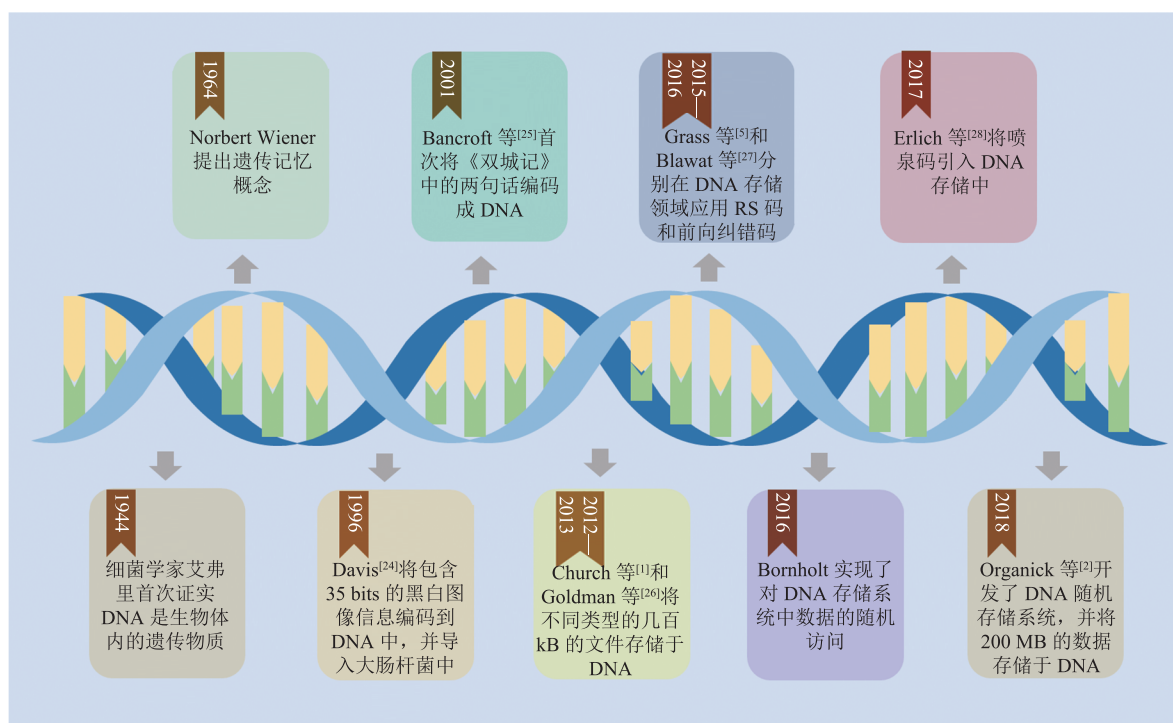 1964
Norbert Wiener
提出遗传记忆
概念
2001
Bancroft 等[25]首
次将《双城记》
中的两句话编码
成 DNA
2015—
2016
Grass 等[5]和
Blawat 等[27]分
别在 DNA 存储
领域应用 RS 码
和前向纠错码
2017
Erlich 等[28]将喷
泉码引入 DNA
存储中
1944
细菌学家艾弗
里首次证实
DNA 是生物体
内的遗传物质
1996
Davis[24]将包含
35 bits 的黑白图
像信息编码到
DNA 中，并导
入大肠杆菌中
2012—
2013
Church 等[1]和
Goldman 等[26]将
不同类型的几百
kB 的文件存储于
DNA
2016
Bornholt 实现了
对 DNA 存储系
统中数据的随机
访问
2018
Organick 等[2]开
发了 DNA 随机
存储系统，并将
200 MB 的数据
存储于 DNA